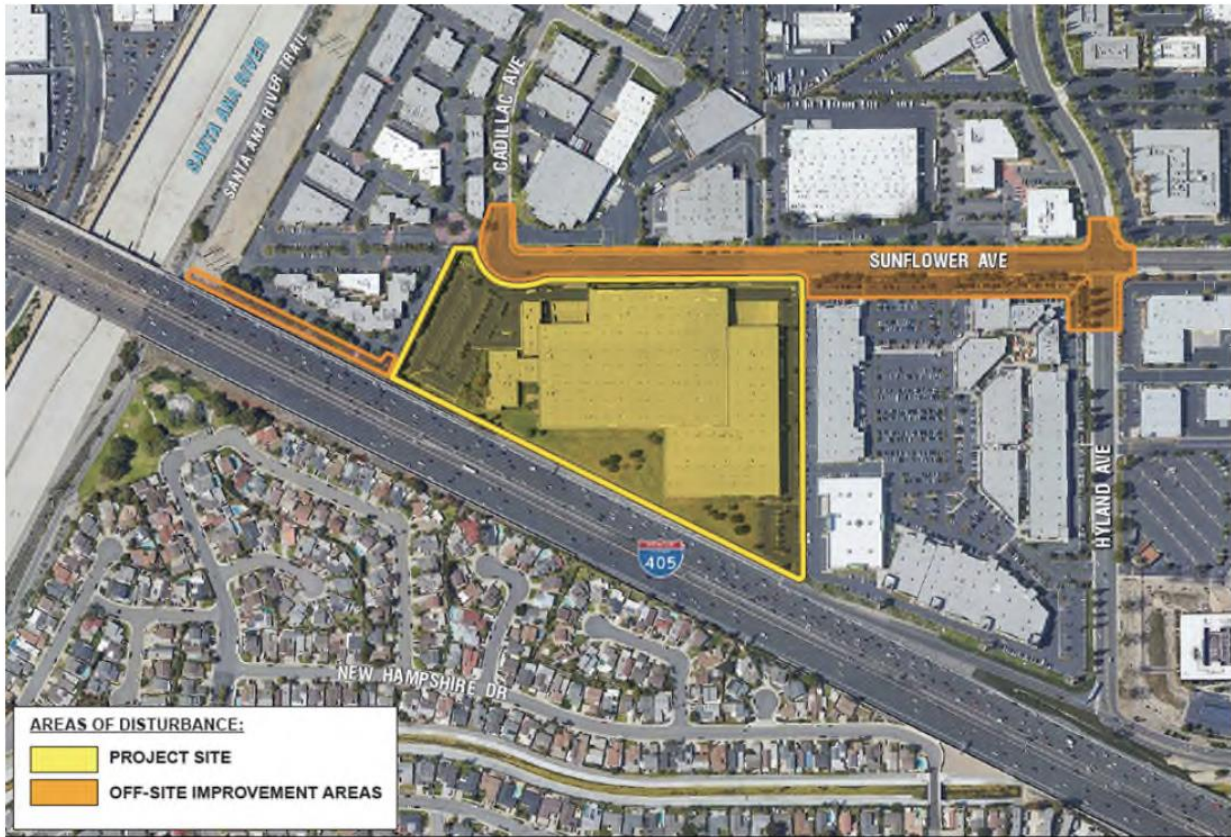 SANTA ANA RIVER
SANTA ANA RIVER TRAIL
CADILLAC AVE
SUNFLOWER AVE
HYLAND AVE
405
NEW HAMPSHIRE DR
AREAS OF DISTURBANCE:
PROJECT SITE
OFF-SITE IMPROVEMENT AREAS